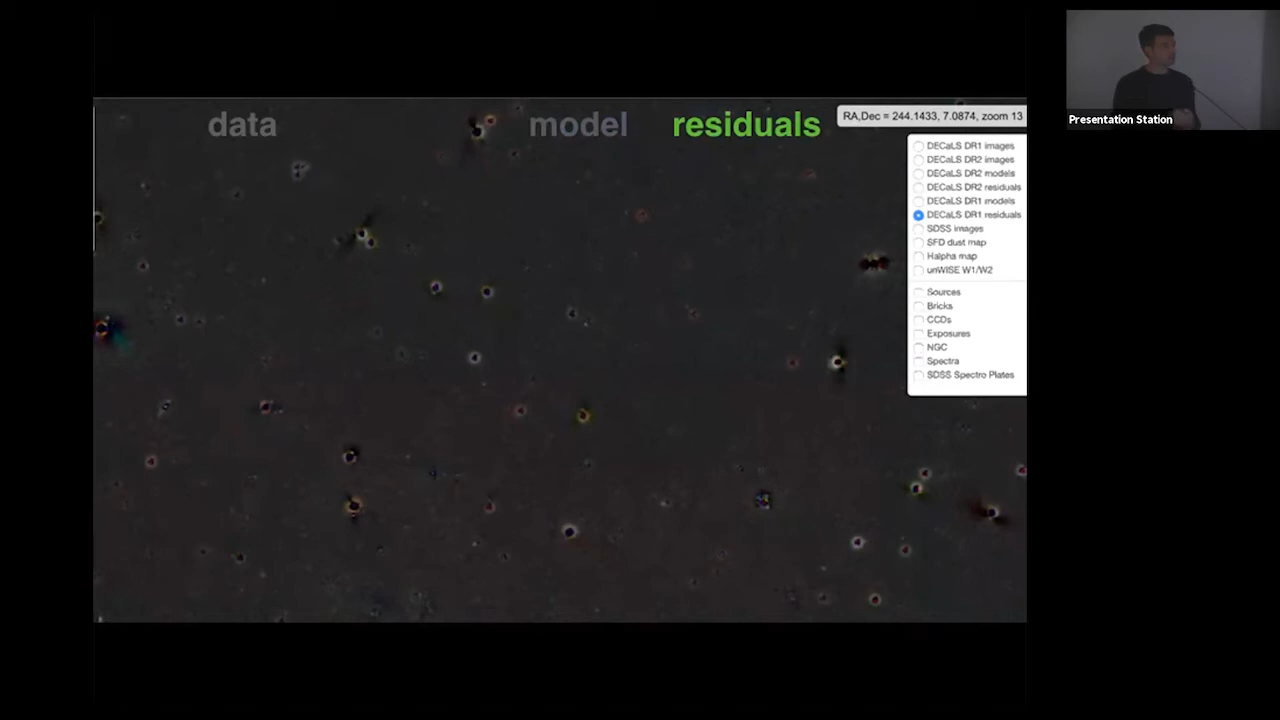 data model residuals
RA,Dec = 244.1433, 7.0874, zoom 13
DECaLS DR1 images
DECaLS DR2 images
DECaLS DR2 models
DECaLS DR2 residuals
DECaLS DR1 models
DECaLS DR1 residuals
SDSS images
SFD dust map
Halpha map
unWISE W1/W2
Sources
Bricks
CCDs
Exposures
NGC
Spectra
SDSS Spectro Plates
Presentation Station